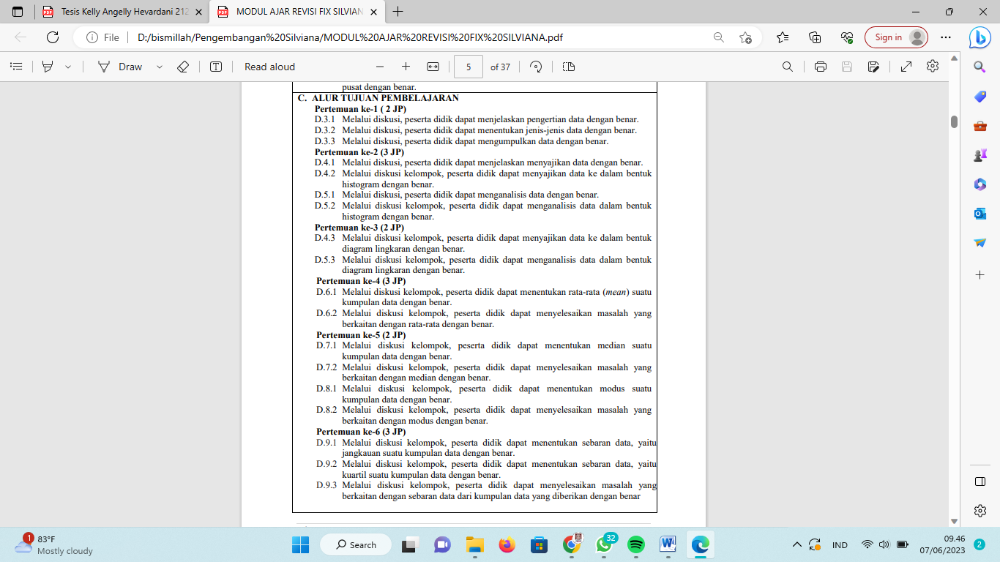 Tesis Kelly Angelly Hevardani 212
MODUL AJAR REVISI FIX SILVIAN
File D:/bismillah/Pengembangan%20Silviana/MODUL%20AJAR%20REVISI%20FIX%20SILVIANA.pdf
Sign in
Draw
Read aloud
5 of 37
pusat dengan benar.
C. ALUR TUJUAN PEMBELAJARAN
Pertemuan ke-1 ( 2 JP)
D.3.1 Melalui diskusi, peserta didik dapat menjelaskan pengertian data dengan benar.
D.3.2 Melalui diskusi, peserta didik dapat menentukan jenis-jenis data dengan benar.
D.3.3 Melalui diskusi, peserta didik dapat mengumpulkan data dengan benar.
Pertemuan ke-2 (3 JP)
D.4.1 Melalui diskusi, peserta didik dapat menjelaskan menyajikan data dengan benar.
D.4.2 Melalui diskusi kelompok, peserta didik dapat menyajikan data ke dalam bentuk
histogram dengan benar.
D.5.1 Melalui diskusi, peserta didik dapat menganalisis data dengan benar.
D.5.2 Melalui diskusi kelompok, peserta didik dapat menganalisis data dalam bentuk
histogram dengan benar.
Pertemuan ke-3 (2 JP)
D.4.3 Melalui diskusi kelompok, peserta didik dapat menyajikan data ke dalam bentuk
diagram lingkaran dengan benar.
D.5.3 Melalui diskusi kelompok, peserta didik dapat menganalisis data dalam bentuk
diagram lingkaran dengan benar.
Pertemuan ke-4 (3 JP)
D.6.1 Melalui diskusi kelompok, peserta didik dapat menentukan rata-rata (mean) suatu
kumpulan data dengan benar.
D.6.2 Melalui diskusi kelompok, peserta didik dapat menyelesaikan masalah yang
berkaitan dengan rata-rata dengan benar.
Pertemuan ke-5 (2 JP)
D.7.1 Melalui diskusi kelompok, peserta didik dapat menentukan median suatu
kumpulan data dengan benar.
D.7.2 Melalui diskusi kelompok, peserta didik dapat menyelesaikan masalah yang
berkaitan dengan median dengan benar.
D.8.1 Melalui diskusi kelompok, peserta didik dapat menentukan modus suatu
kumpulan data dengan benar.
D.8.2 Melalui diskusi kelompok, peserta didik dapat menyelesaikan masalah yang
berkaitan dengan modus dengan benar.
Pertemuan ke-6 (3 JP)
D.9.1 Melalui diskusi kelompok, peserta didik dapat menentukan sebaran data, yaitu
jangkauan suatu kumpulan data dengan benar.
D.9.2 Melalui diskusi kelompok, peserta didik dapat menentukan sebaran data, yaitu
kuartil suatu kumpulan data dengan benar.
D.9.3 Melalui diskusi kelompok, peserta didik dapat menyelesaikan masalah yang
berkaitan dengan sebaran data dari kumpulan data yang diberikan dengan benar
1
83°F
Mostly cloudy
Search
32
IND
09.46
07/06/2023
2